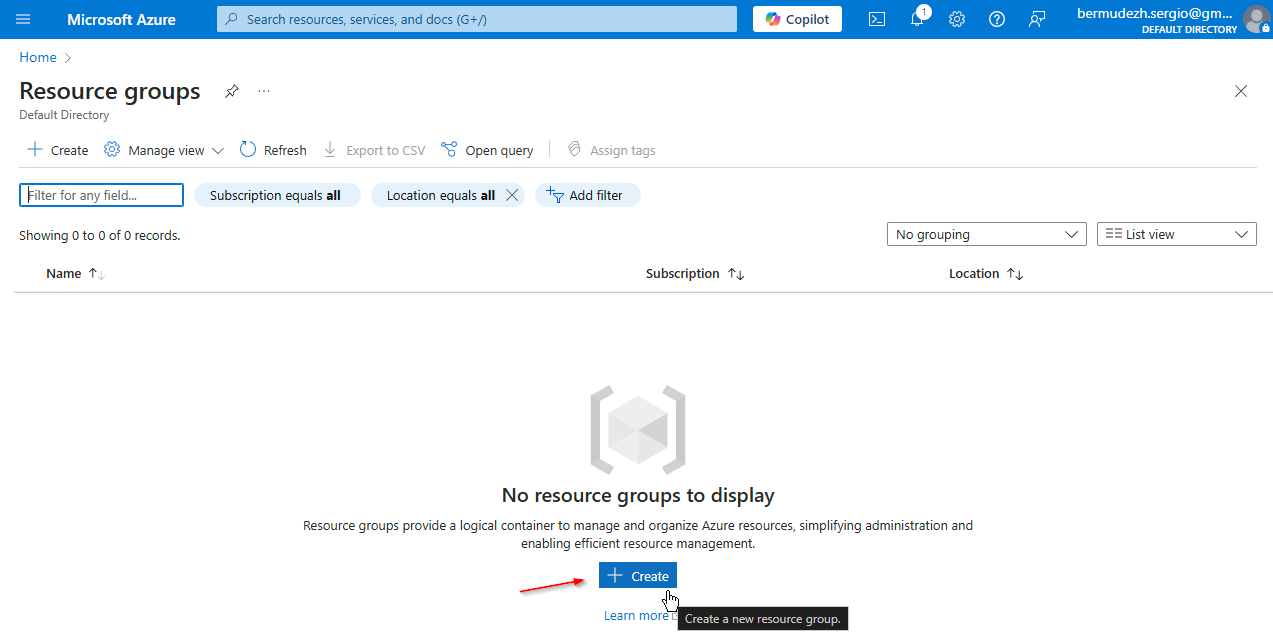 Microsoft Azure
Search resources, services, and docs (G+/)
Copilot
1
bermudezh.sergio@gm...
DEFAULT DIRECTORY
Home
Resource groups
...
Default Directory
Create
Manage view
Refresh
Export to CSV
Open query
Assign tags
Filter for any field...
Subscription equals all
Location equals all
Add filter
Showing 0 to 0 of 0 records.
No grouping
List view
Name
Subscription
Location
No resource groups to display
Resource groups provide a logical container to manage and organize Azure resources, simplifying administration and
enabling efficient resource management.
Create
Learn more
Create a new resource group.